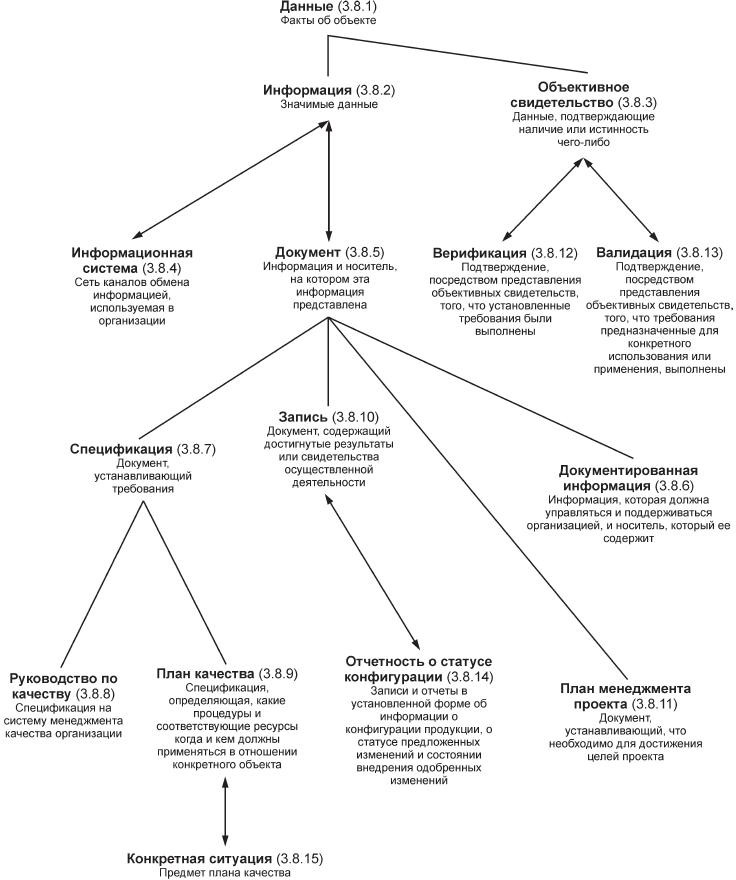 Данные (3.8.1)
Факты об объекте
Информация (3.8.2)
Значимые данные
Объективное
свидетельство (3.8.3)
Данные, подтверждающие
наличие или истинность
чего-либо
Информационная
система (3.8.4)
Сеть каналов обмена
информацией,
используемая в
организации
Документ (3.8.5)
Информация и носитель,
на котором эта
информация
представлена
Верификация (3.8.12)
Подтверждение,
посредством представления
объективных свидетельств,
того, что установленные
требования были
выполнены
Валидация (3.8.13)
Подтверждение,
посредством
представления
объективных свидетельств,
того, что требования
предназначенные для
конкретного
использования или
применения, выполнены
Спецификация (3.8.7)
Документ,
устанавливающий
требования
Запись (3.8.10)
Документ, содержащий
достигнутые результаты
или свидетельства
осуществленной
деятельности
Документированная
информация (3.8.6)
Информация, которая должна
управляться и поддерживаться
организацией, и носитель, который ее
содержит
Руководство по
качеству (3.8.8)
Спецификация на
систему менеджмента
качества организации
План качества (3.8.9)
Спецификация,
определяющая, какие
процедуры и
соответствующие ресурсы
когда и кем должны
применяться в отношении
конкретного объекта
Отчетность о статусе
конфигурации (3.8.14)
Записи и отчеты в
установленной форме об
информации о
конфигурации продукции, о
статусе предложенных
изменений и состоянии
внедрения одобренных
изменений
План менеджмента
проекта (3.8.11)
Документ,
устанавливающий, что
необходимо для достижения
целей проекта
Конкретная ситуация (3.8.15)
Предмет плана качества